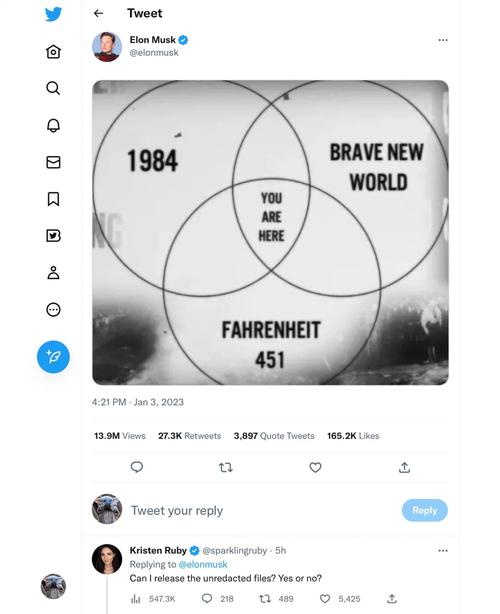 Tweet
Elon Musk
@elonmusk
1984
BRAVE NEW
WORLD
YOU
ARE
HERE
FAHRENHEIT
451
4:21 PM · Jan 3, 2023
13.9M Views 27.3K Retweets 3,897 Quote Tweets 165.2K Likes
Tweet your reply
Reply
Kristen Ruby @sparklingruby · 5h
Replying to @elonmusk
Can I release the unredacted files? Yes or no?
547.3K 218 489 5,425